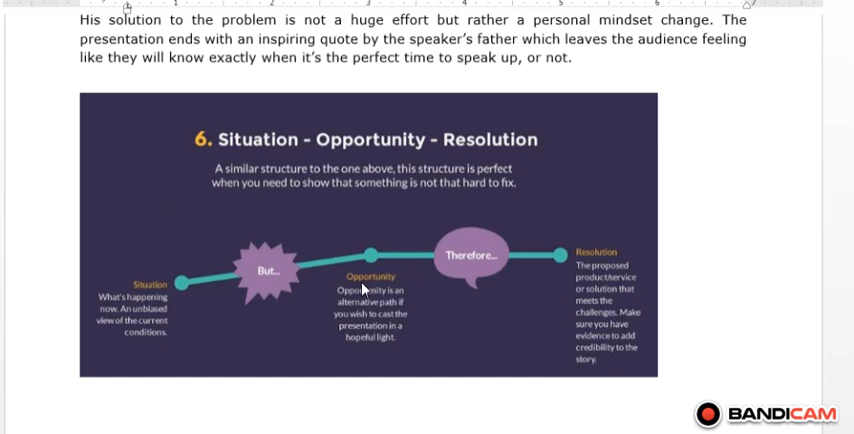 His solution to the problem is not a huge effort but rather a personal mindset change. The
presentation ends with an inspiring quote by the speaker's father which leaves the audience feeling
like they will know exactly when it's the perfect time to speak up, or not.
6. Situation - Opportunity - Resolution
A similar structure to the one above, this structure is perfect
when you need to show that something is not that hard to fix.
Situation
What's happening
now. An unbiased
view of the current
conditions.
But...
Opportunity
Opportunity is an
alternative path if
you wish to cast the
presentation in a
hopeful light.
Therefore...
Resolution
The proposed
product/service
or solution that
meets the
challenges. Make
sure you have
evidence to add
credibility to the
story.
BANDICAM